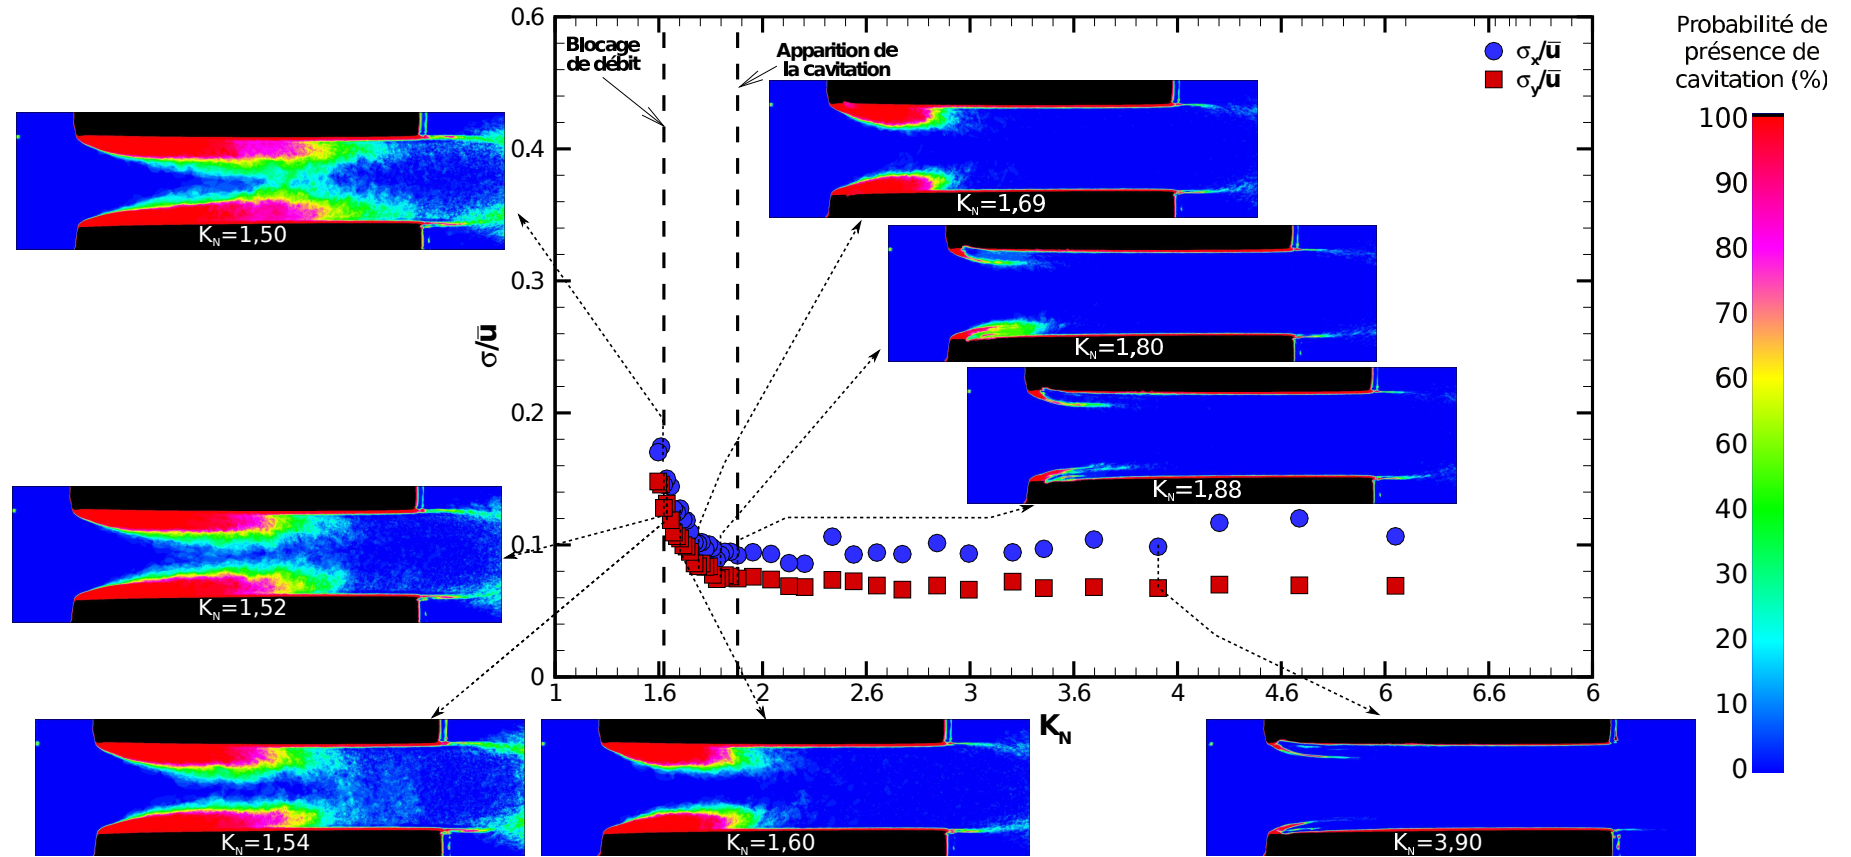 0.6
Blocage
de débit
Apparition de
la cavitation
σx/ū
σy/ū
Probabilité de
présence de
cavitation (%)
100
90
80
70
60
50
40
30
20
10
0
0.4
0.3
0.2
0.1
0
σ/ū
1
1.6
2
2.6
3
3.6
4
4.6
6
6.6
6
KN
KN=1,50
KN=1,69
KN=1,80
KN=1,88
KN=1,52
KN=1,54
KN=1,60
KN=3,90